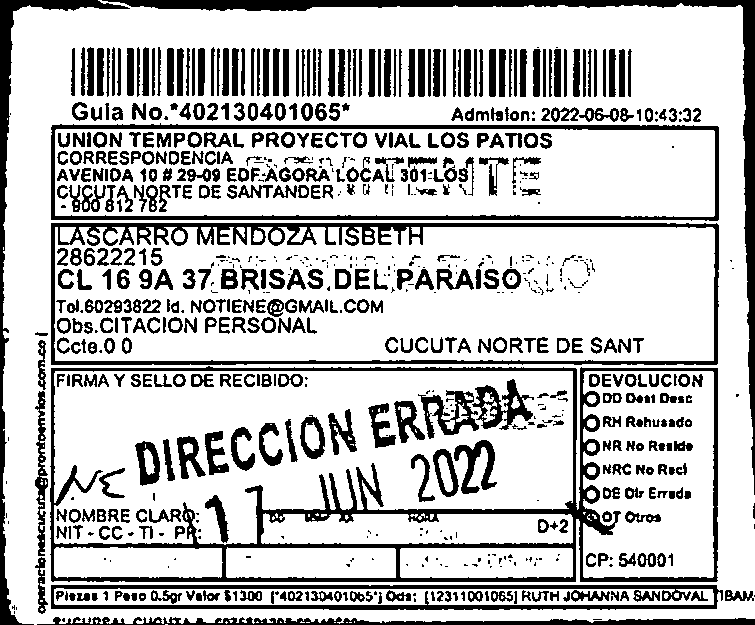 Guia No.*402130401065*
Admision: 2022-06-08-10:43:32
UNION TEMPORAL PROYECTO VIAL LOS PATIOS
CORRESPONDENCIA
AVENIDA 10 # 29-09 EDF AGORA LOCAL 301 LOS
CUCUTA NORTE DE SANTANDER
- 900 812 782
LASCARRO MENDOZA LISBETH
28622215
CL 16 9A 37 BRISAS DEL PARAISO
Tel.60293822 Id. NOTIENE@GMAIL.COM
Obs.CITACION PERSONAL
Ccto.0 0
CUCUTA NORTE DE SANT
operacionescucuta@prontoenvios.com.co
FIRMA Y SELLO DE RECIBIDO:
DIRECCION ERRADA
NE
17 JUN 2022
NOMBRE CLARO:
NIT - CC - TI - PP:
HORA
D+2
DEVOLUCION
DD Dest Desc
RH Rehusado
NR No Reside
NRC No Recl
DE Dir Errada
OT Otros
CP: 540001
Piezas 1 Peso 0.5gr Valor $1300 [*402130401065*] Ods: [12311001065] RUTH JOHANNA SANDOVAL